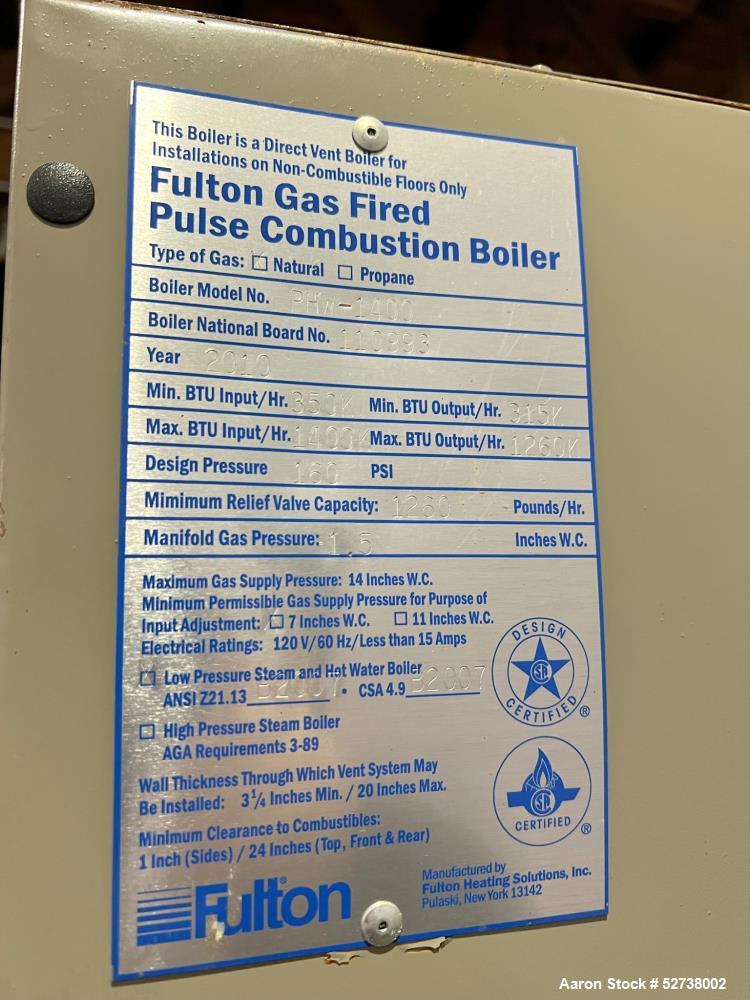 This Boiler is a Direct Vent Boiler for
Installations on Non-Combustible Floors Only
Fulton Gas Fired
Pulse Combustion Boiler
Type of Gas: ☒ Natural ☐ Propane
Boiler Model No. PHW-1400
Boiler National Board No. 110993
Year 2010
Min. BTU Input/Hr. 350K Min. BTU Output/Hr. 315K
Max. BTU Input/Hr. 1400K Max. BTU Output/Hr. 1260K
Design Pressure 160 PSI
Mimimum Relief Valve Capacity: 1260 Pounds/Hr.
Manifold Gas Pressure: 1.5 Inches W.C.
Maximum Gas Supply Pressure: 14 Inches W.C.
Minimum Permissible Gas Supply Pressure for Purpose of
Input Adjustment: ☐ 7 Inches W.C. ☐ 11 Inches W.C.
Electrical Ratings: 120 V/60 Hz/Less than 15 Amps
☐ Low Pressure Steam and Hot Water Boiler
ANSI Z21.13 B2007 • CSA 4.9 B2007
☐ High Pressure Steam Boiler
AGA Requirements 3-89
Wall Thickness Through Which Vent System May
Be Installed: 3 1/4 Inches Min. / 20 Inches Max.
Minimum Clearance to Combustibles:
1 Inch (Sides) / 24 Inches (Top, Front & Rear)
DESIGN
CERTIFIED ®
CERTIFIED ®
Fulton®
Manufactured by
Fulton Heating Solutions, Inc.
Pulaski, New York 13142
Aaron Stock # 52738002